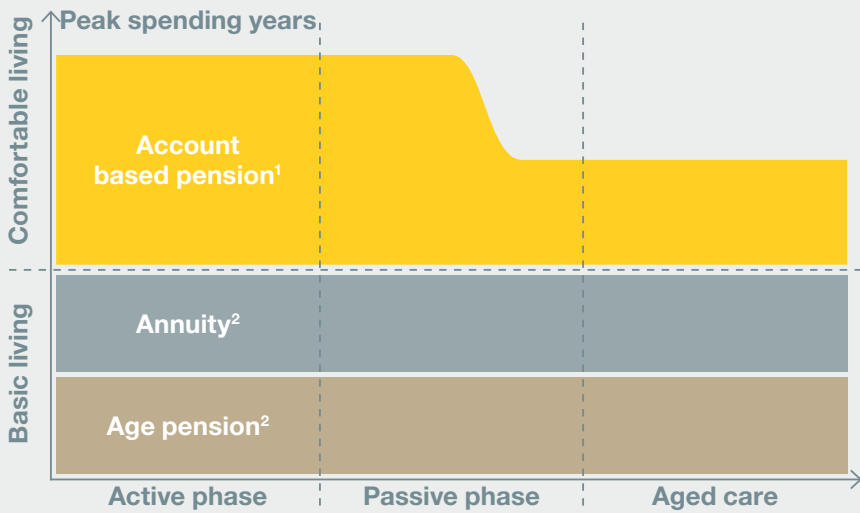 Peak spending years
Comfortable living
Account
based pension¹
Basic living
Annuity²
Age pension²
Active phase
Passive phase
Aged care